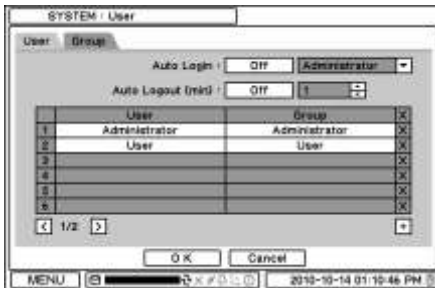 SYSTEM : User
User Group
Auto Login : Off Administrator
Auto Logout (min) : Off 1
User Group X
1 Administrator Administrator X
2 User User X
3 X
4 X
5 X
6 X
< 1/2 > +
OK Cancel
MENU 2010-10-14 01:10:46 PM